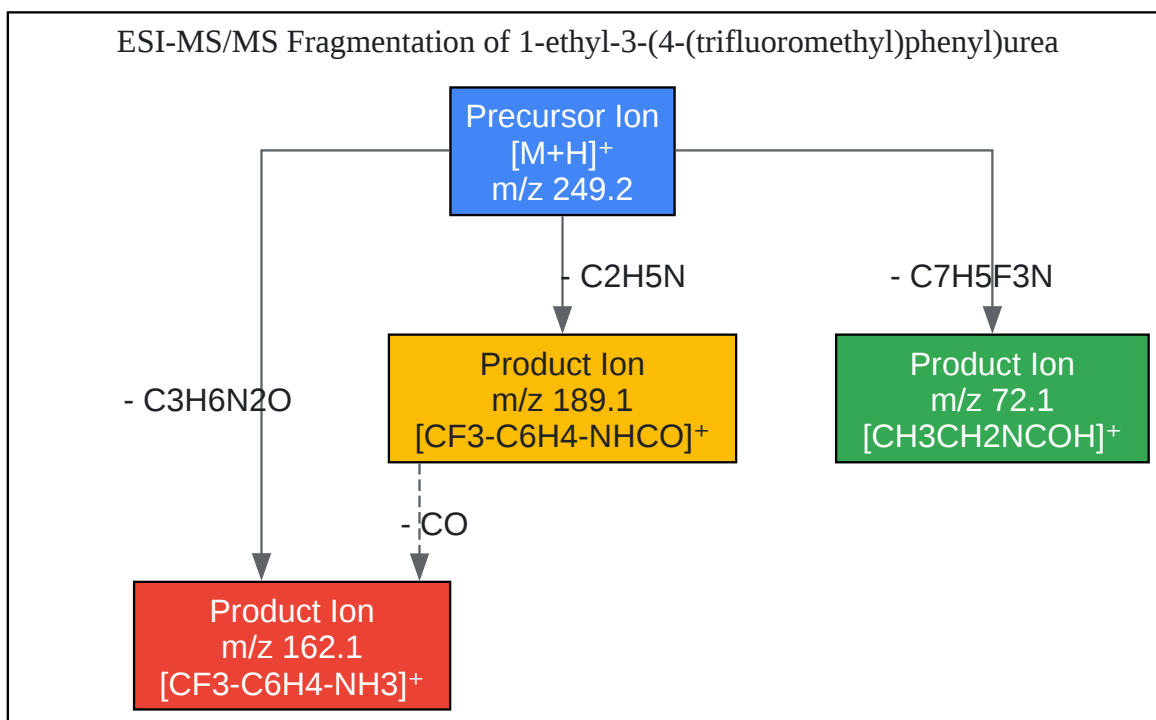 ESI-MS/MS Fragmentation of 1-ethyl-3-(4-(trifluoromethyl)phenyl)urea
Precursor Ion
[M+H]⁺
m/z 249.2
- C2H5N
- C7H5F3N
- C3H6N2O
Product Ion
m/z 189.1
[CF3-C6H4-NHCO]⁺
Product Ion
m/z 72.1
[CH3CH2NCOH]⁺
- CO
Product Ion
m/z 162.1
[CF3-C6H4-NH3]⁺